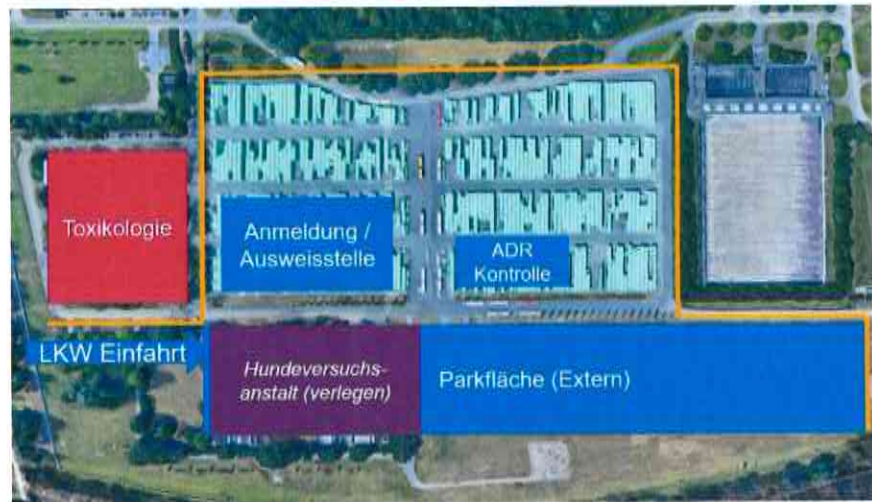 Toxikologie
Anmeldung /
Ausweisstelle
ADR
Kontrolle
LKW Einfahrt
Hundeversuchs-
anstalt (verlegen)
Parkfläche (Extern)